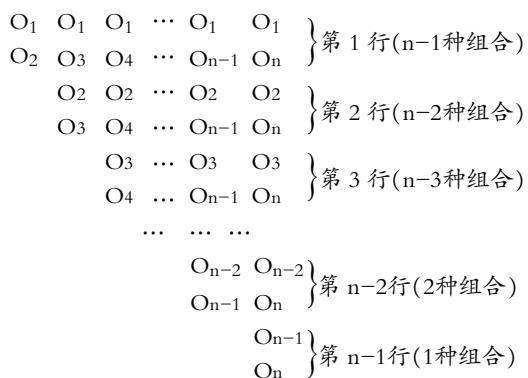 O₁ O₁ O₁ ··· O₁ O₁
O₂ O₃ O₄ ··· Oₙ₋₁ Oₙ }第 1 行(n-1种组合)
O₂ O₂ ··· O₂ O₂
O₃ O₄ ··· Oₙ₋₁ Oₙ }第 2 行(n-2种组合)
O₃ ··· O₃ O₃
O₄ ··· Oₙ₋₁ Oₙ }第 3 行(n-3种组合)
··· ··· ···
Oₙ₋₂ Oₙ₋₂
Oₙ₋₁ Oₙ }第 n-2行(2种组合)
Oₙ₋₁
Oₙ }第 n-1行(1种组合)